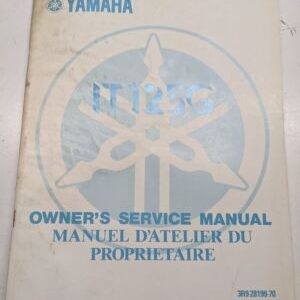 YAMAHA
IT125G
OWNER'S SERVICE MANUAL
MANUEL D'ATELIER DU
PROPRIETAIRE
3R9-28199-70